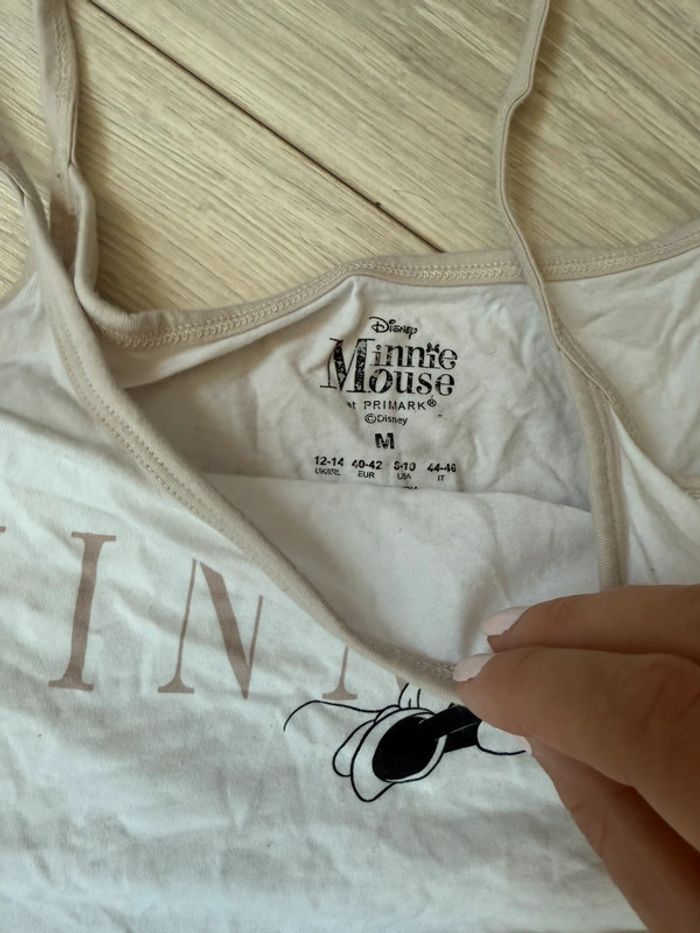 Disney
Minnie
Mouse
at PRIMARK®
©Disney
M
12-14 40-42 6-10 44-46
UK/IRL EUR USA IT
INN